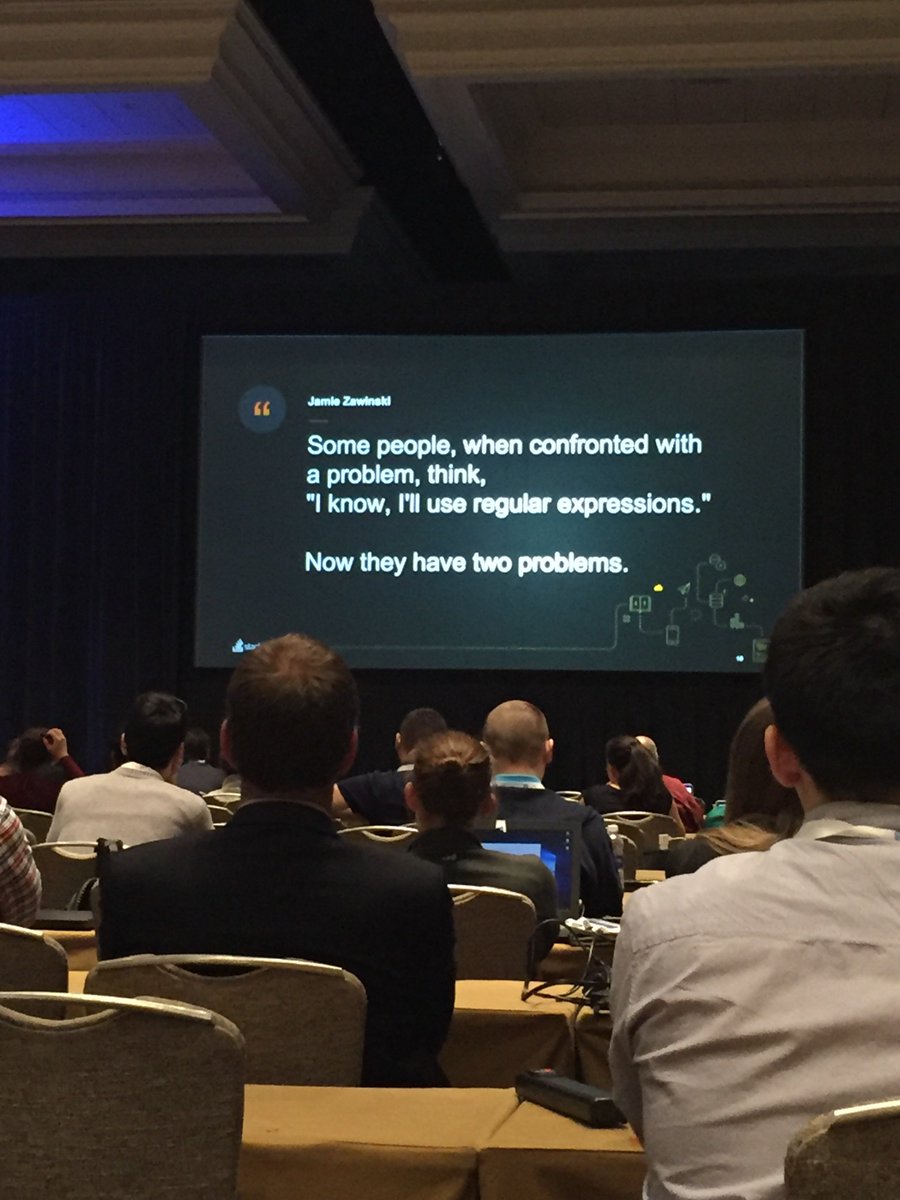 Jamie Zawinski
Some people, when confronted with
a problem, think,
"I know, I'll use regular expressions."
Now they have two problems.